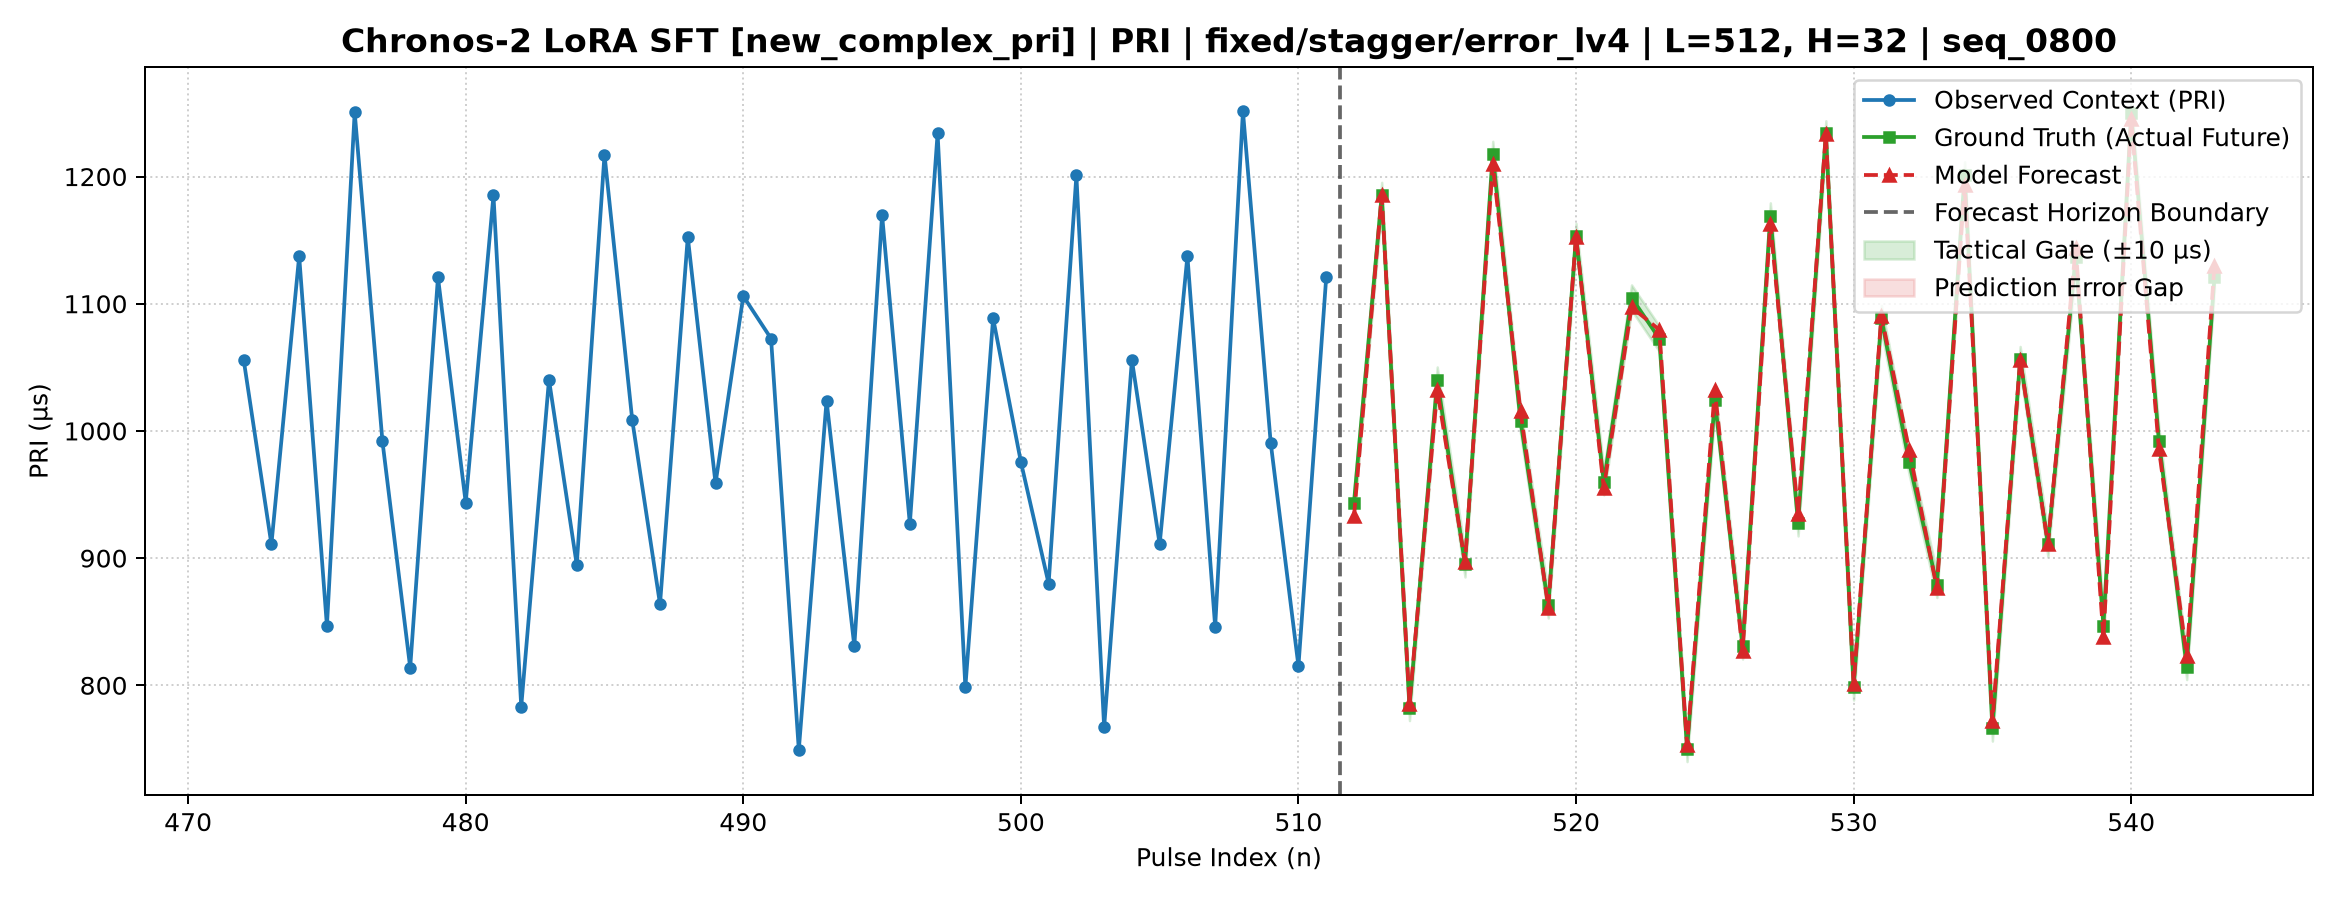 Chronos-2 LoRA SFT [new_complex_pri] | PRI | fixed/stagger/error_lv4 | L=512, H=32 | seq_0800
Observed Context (PRI)
Ground Truth (Actual Future)
Model Forecast
Forecast Horizon Boundary
Tactical Gate (±10 µs)
Prediction Error Gap
PRI (µs)
1200
1100
1000
900
800
470 480 490 500 510 520 530 540
Pulse Index (n)